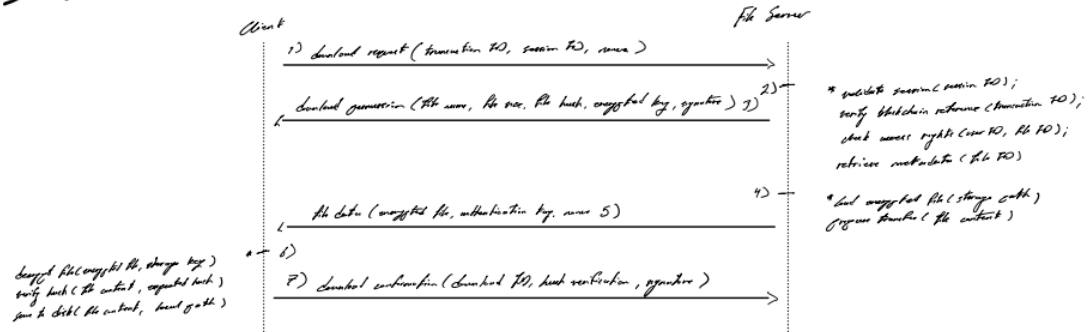 Client
File Server
1) download request (transaction ID, session ID, nonce)
2)
* validate session (session ID);
verify blockchain reference (transaction ID);
check access rights (user ID, file ID);
retrieve metadata (file ID)
download permission (file name, file size, file hash, encrypted key, signature) 3)
4)
* load encrypted file (storage path)
prepare transfer (file content)
file data (encrypted file, authentication key, nonce 5)
* 6)
decrypt file (encrypted file, storage key)
verify hash (file content, expected hash)
save to disk (file content, local path)
7) download confirmation (download ID, hash verification, signature)